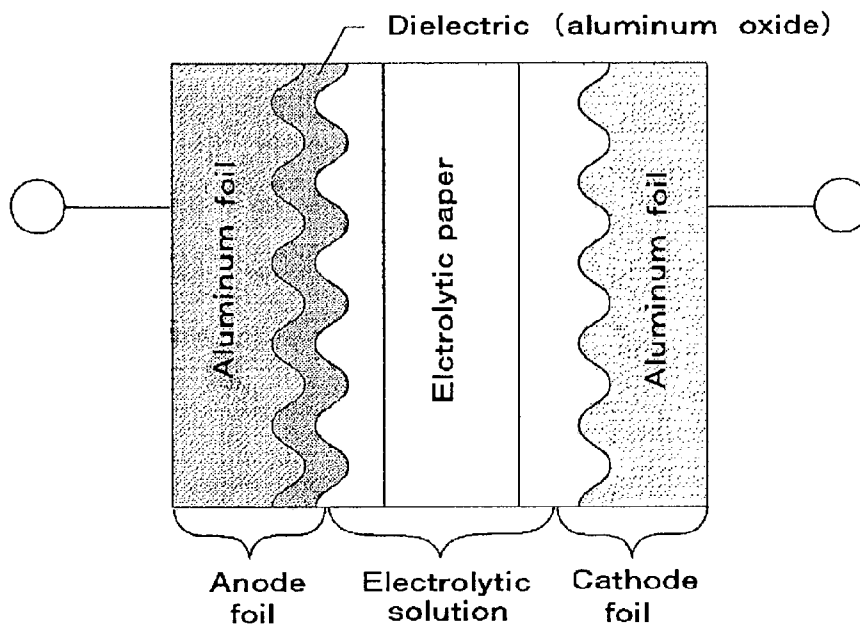 Dielectric (aluminum oxide)
Aluminum foil
Elctrolytic paper
Aluminum foil
Anode
foil
Electrolytic
solution
Cathode
foil